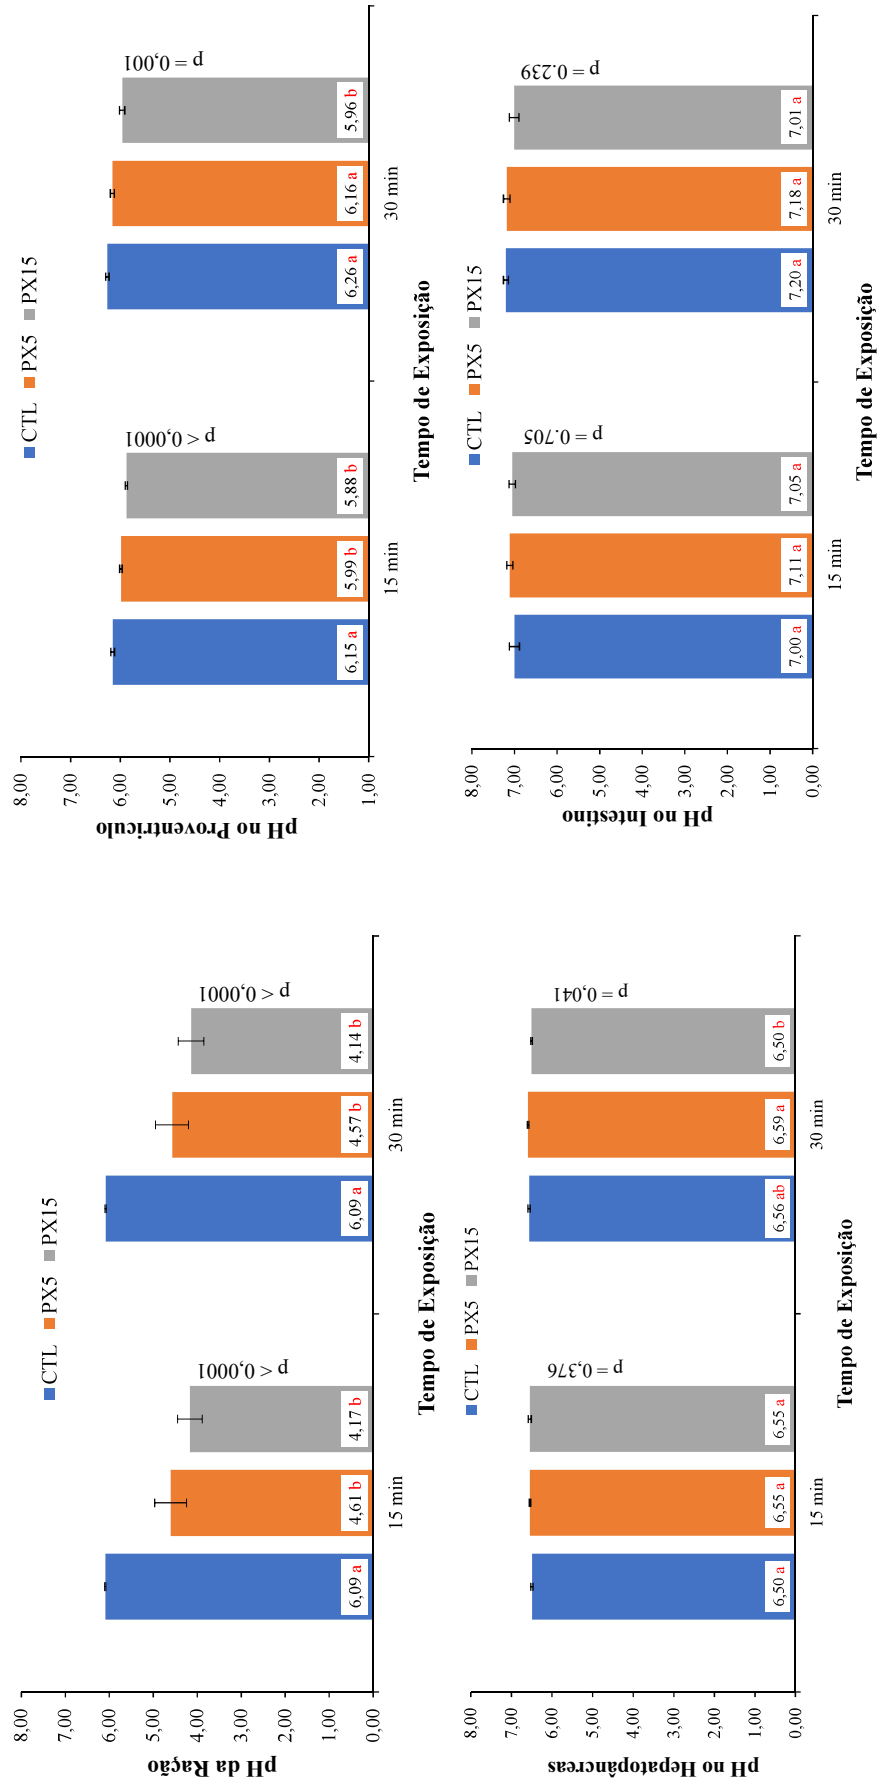 CTL PX5 PX15
8,00
7,00
6,00
5,00
4,00
3,00
2,00
1,00
0,00
pH da Ração
6,09 a
4,61 b
4,17 b
p < 0,0001
6,09 a
4,57 b
4,14 b
p < 0,0001
15 min
30 min
Tempo de Exposição
CTL PX5 PX15
8,00
7,00
6,00
5,00
4,00
3,00
2,00
1,00
pH no Proventriculo
6,15 a
5,99 b
5,88 b
p < 0,0001
6,26 a
6,16 a
5,96 b
p = 0,001
15 min
30 min
Tempo de Exposição
CTL PX5 PX15
8,00
7,00
6,00
5,00
4,00
3,00
2,00
1,00
0,00
pH no Hepatopâncreas
6,50 a
6,55 a
6,55 a
p = 0,376
6,56 ab
6,59 a
6,50 b
p = 0,041
15 min
30 min
Tempo de Exposição
CTL PX5 PX15
8,00
7,00
6,00
5,00
4,00
3,00
2,00
1,00
0,00
pH no Intestino
7,00 a
7,11 a
7,05 a
p = 0.705
7,20 a
7,18 a
7,01 a
p = 0.239
15 min
30 min
Tempo de Exposição